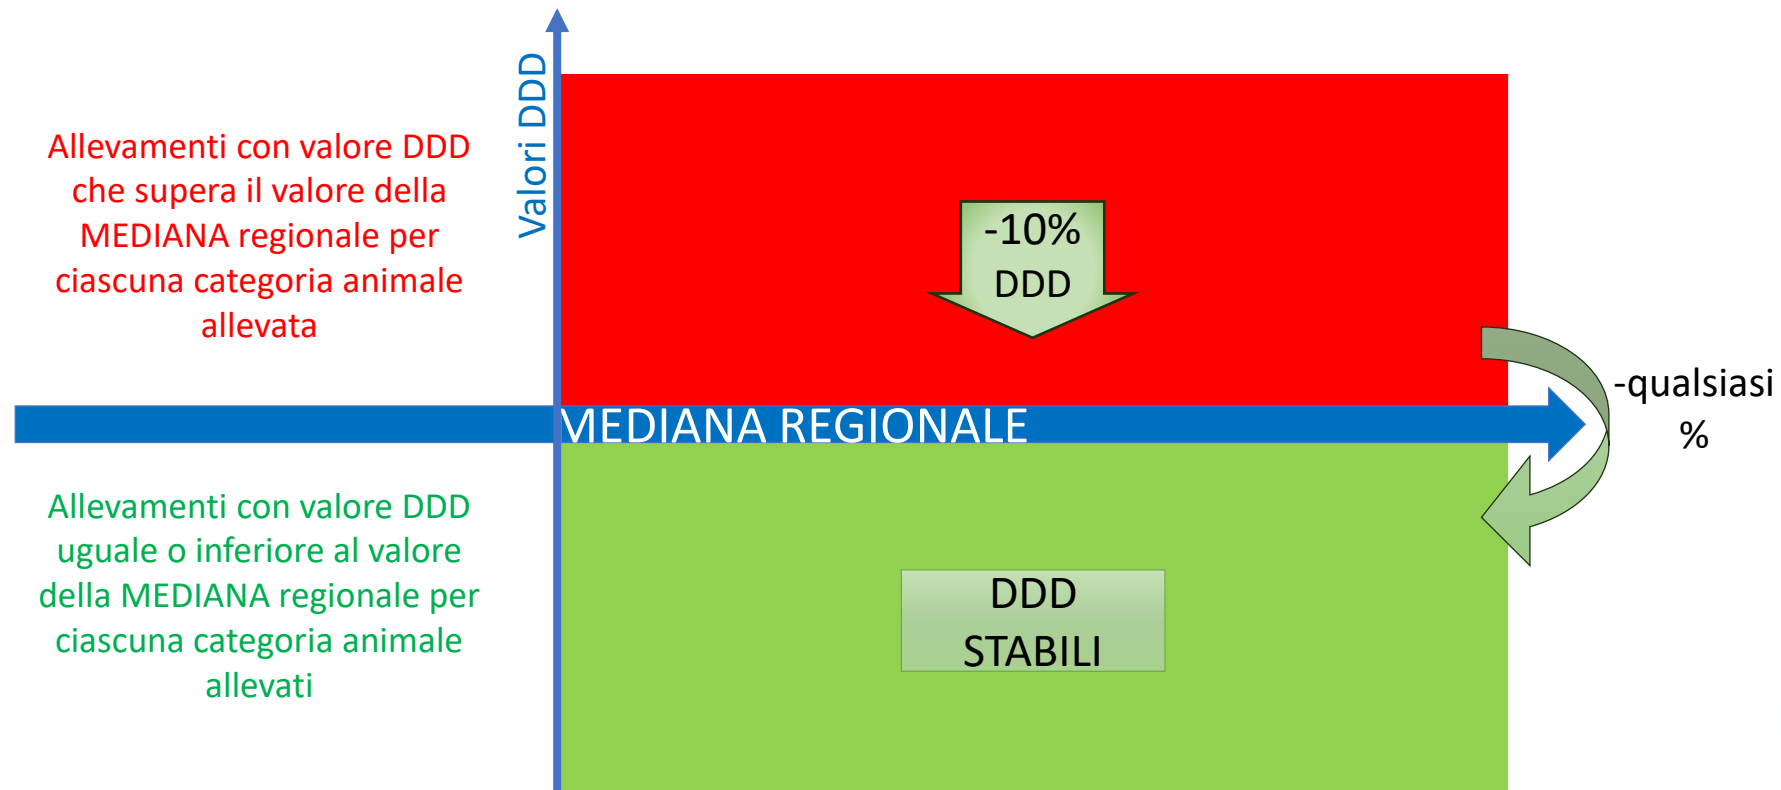 Valori DDD
Allevamenti con valore DDD
che supera il valore della
MEDIANA regionale per
ciascuna categoria animale
allevata
-10%
DDD
-qualsiasi
%
MEDIANA REGIONALE
Allevamenti con valore DDD
uguale o inferiore al valore
della MEDIANA regionale per
ciascuna categoria animale
allevati
DDD
STABILI